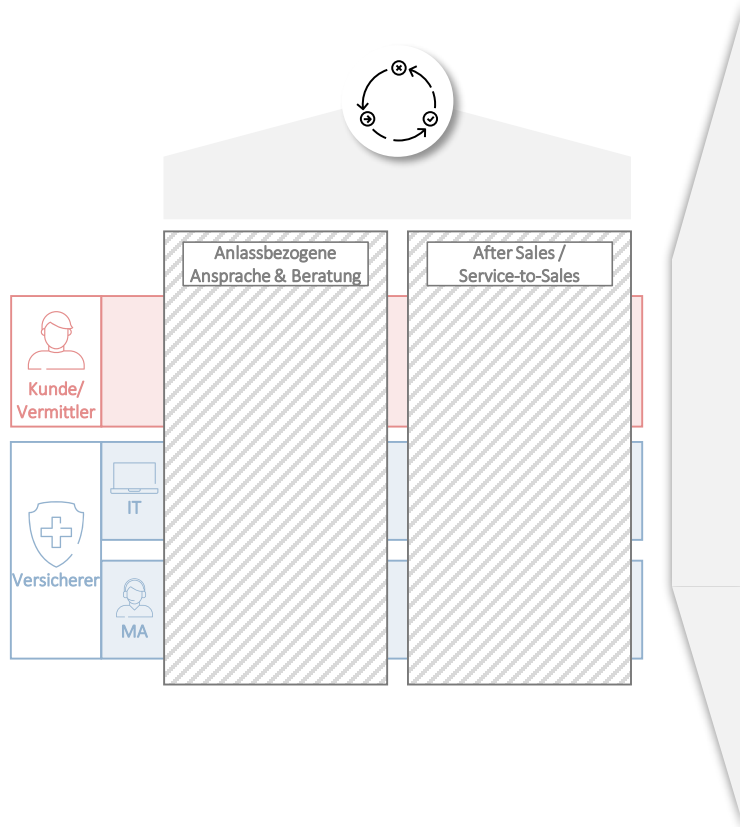 Anlassbezogene
Ansprache & Beratung
After Sales /
Service-to-Sales
Kunde/
Vermittler
IT
Versicherer
MA